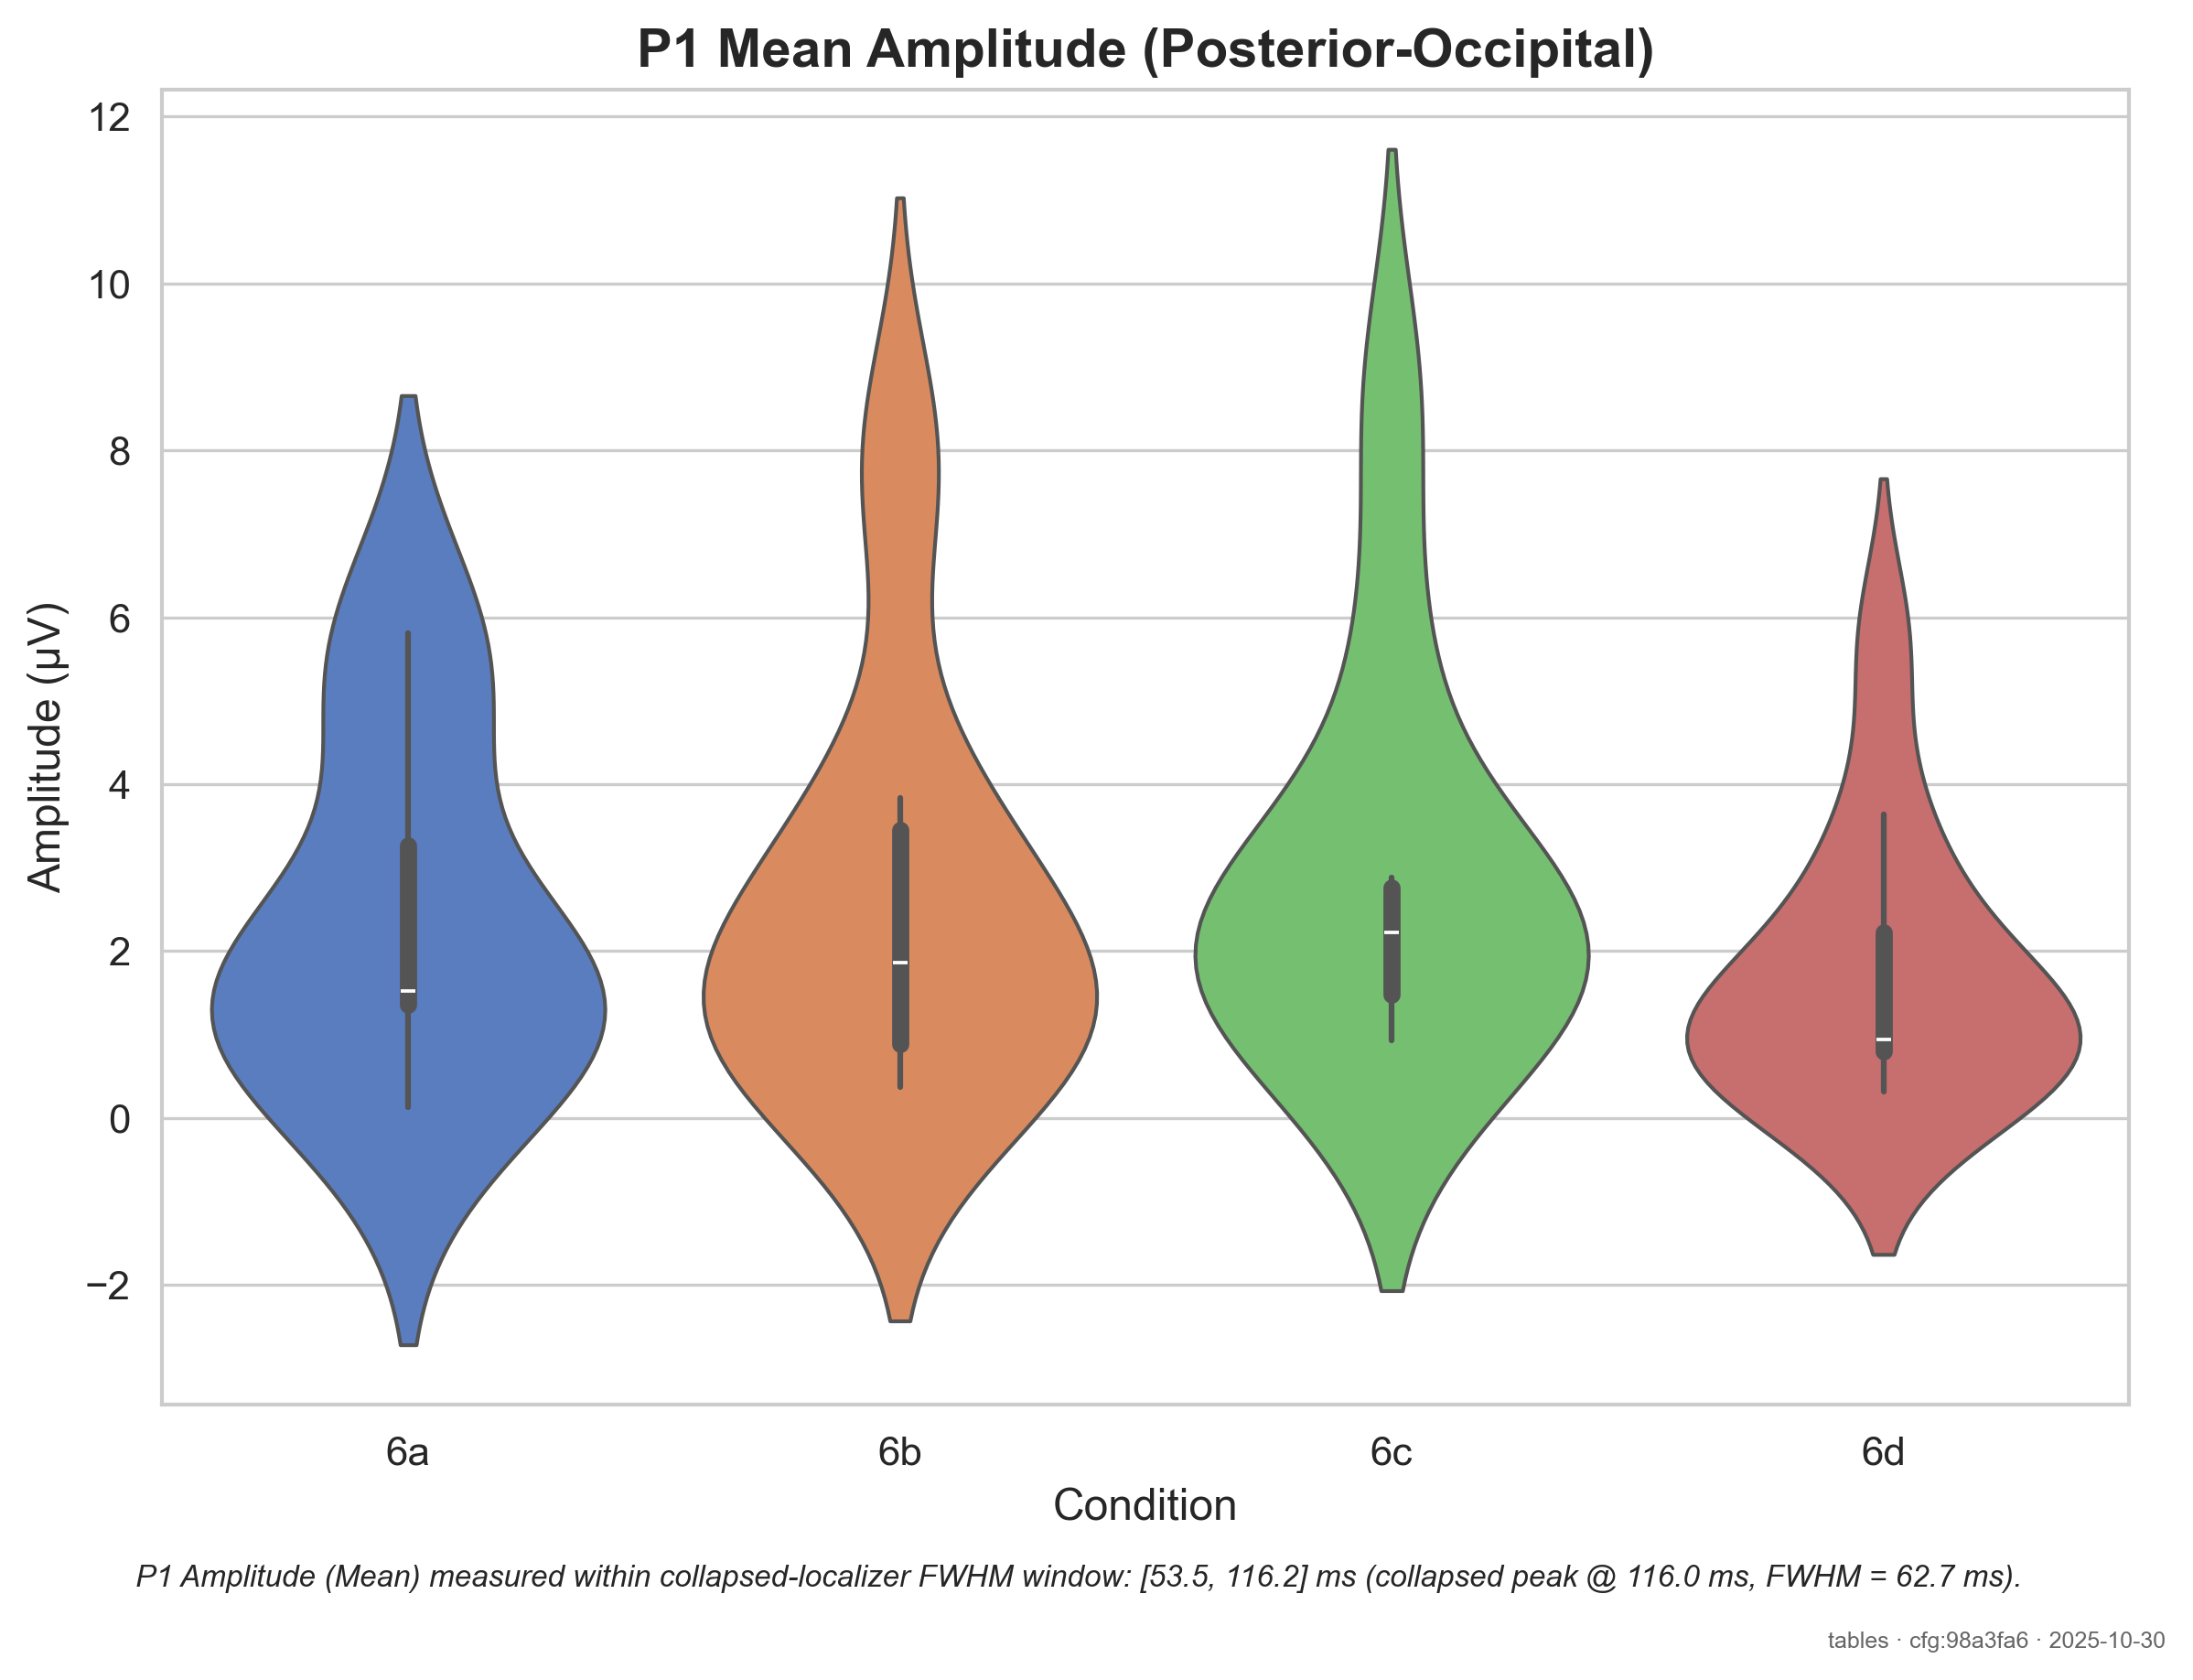 P1 Mean Amplitude (Posterior-Occipital)
12
10
8
6
4
2
0
−2
Amplitude (µV)
6a 6b 6c 6d
Condition
P1 Amplitude (Mean) measured within collapsed-localizer FWHM window: [53.5, 116.2] ms (collapsed peak @ 116.0 ms, FWHM = 62.7 ms).
tables · cfg:98a3fa6 · 2025-10-30